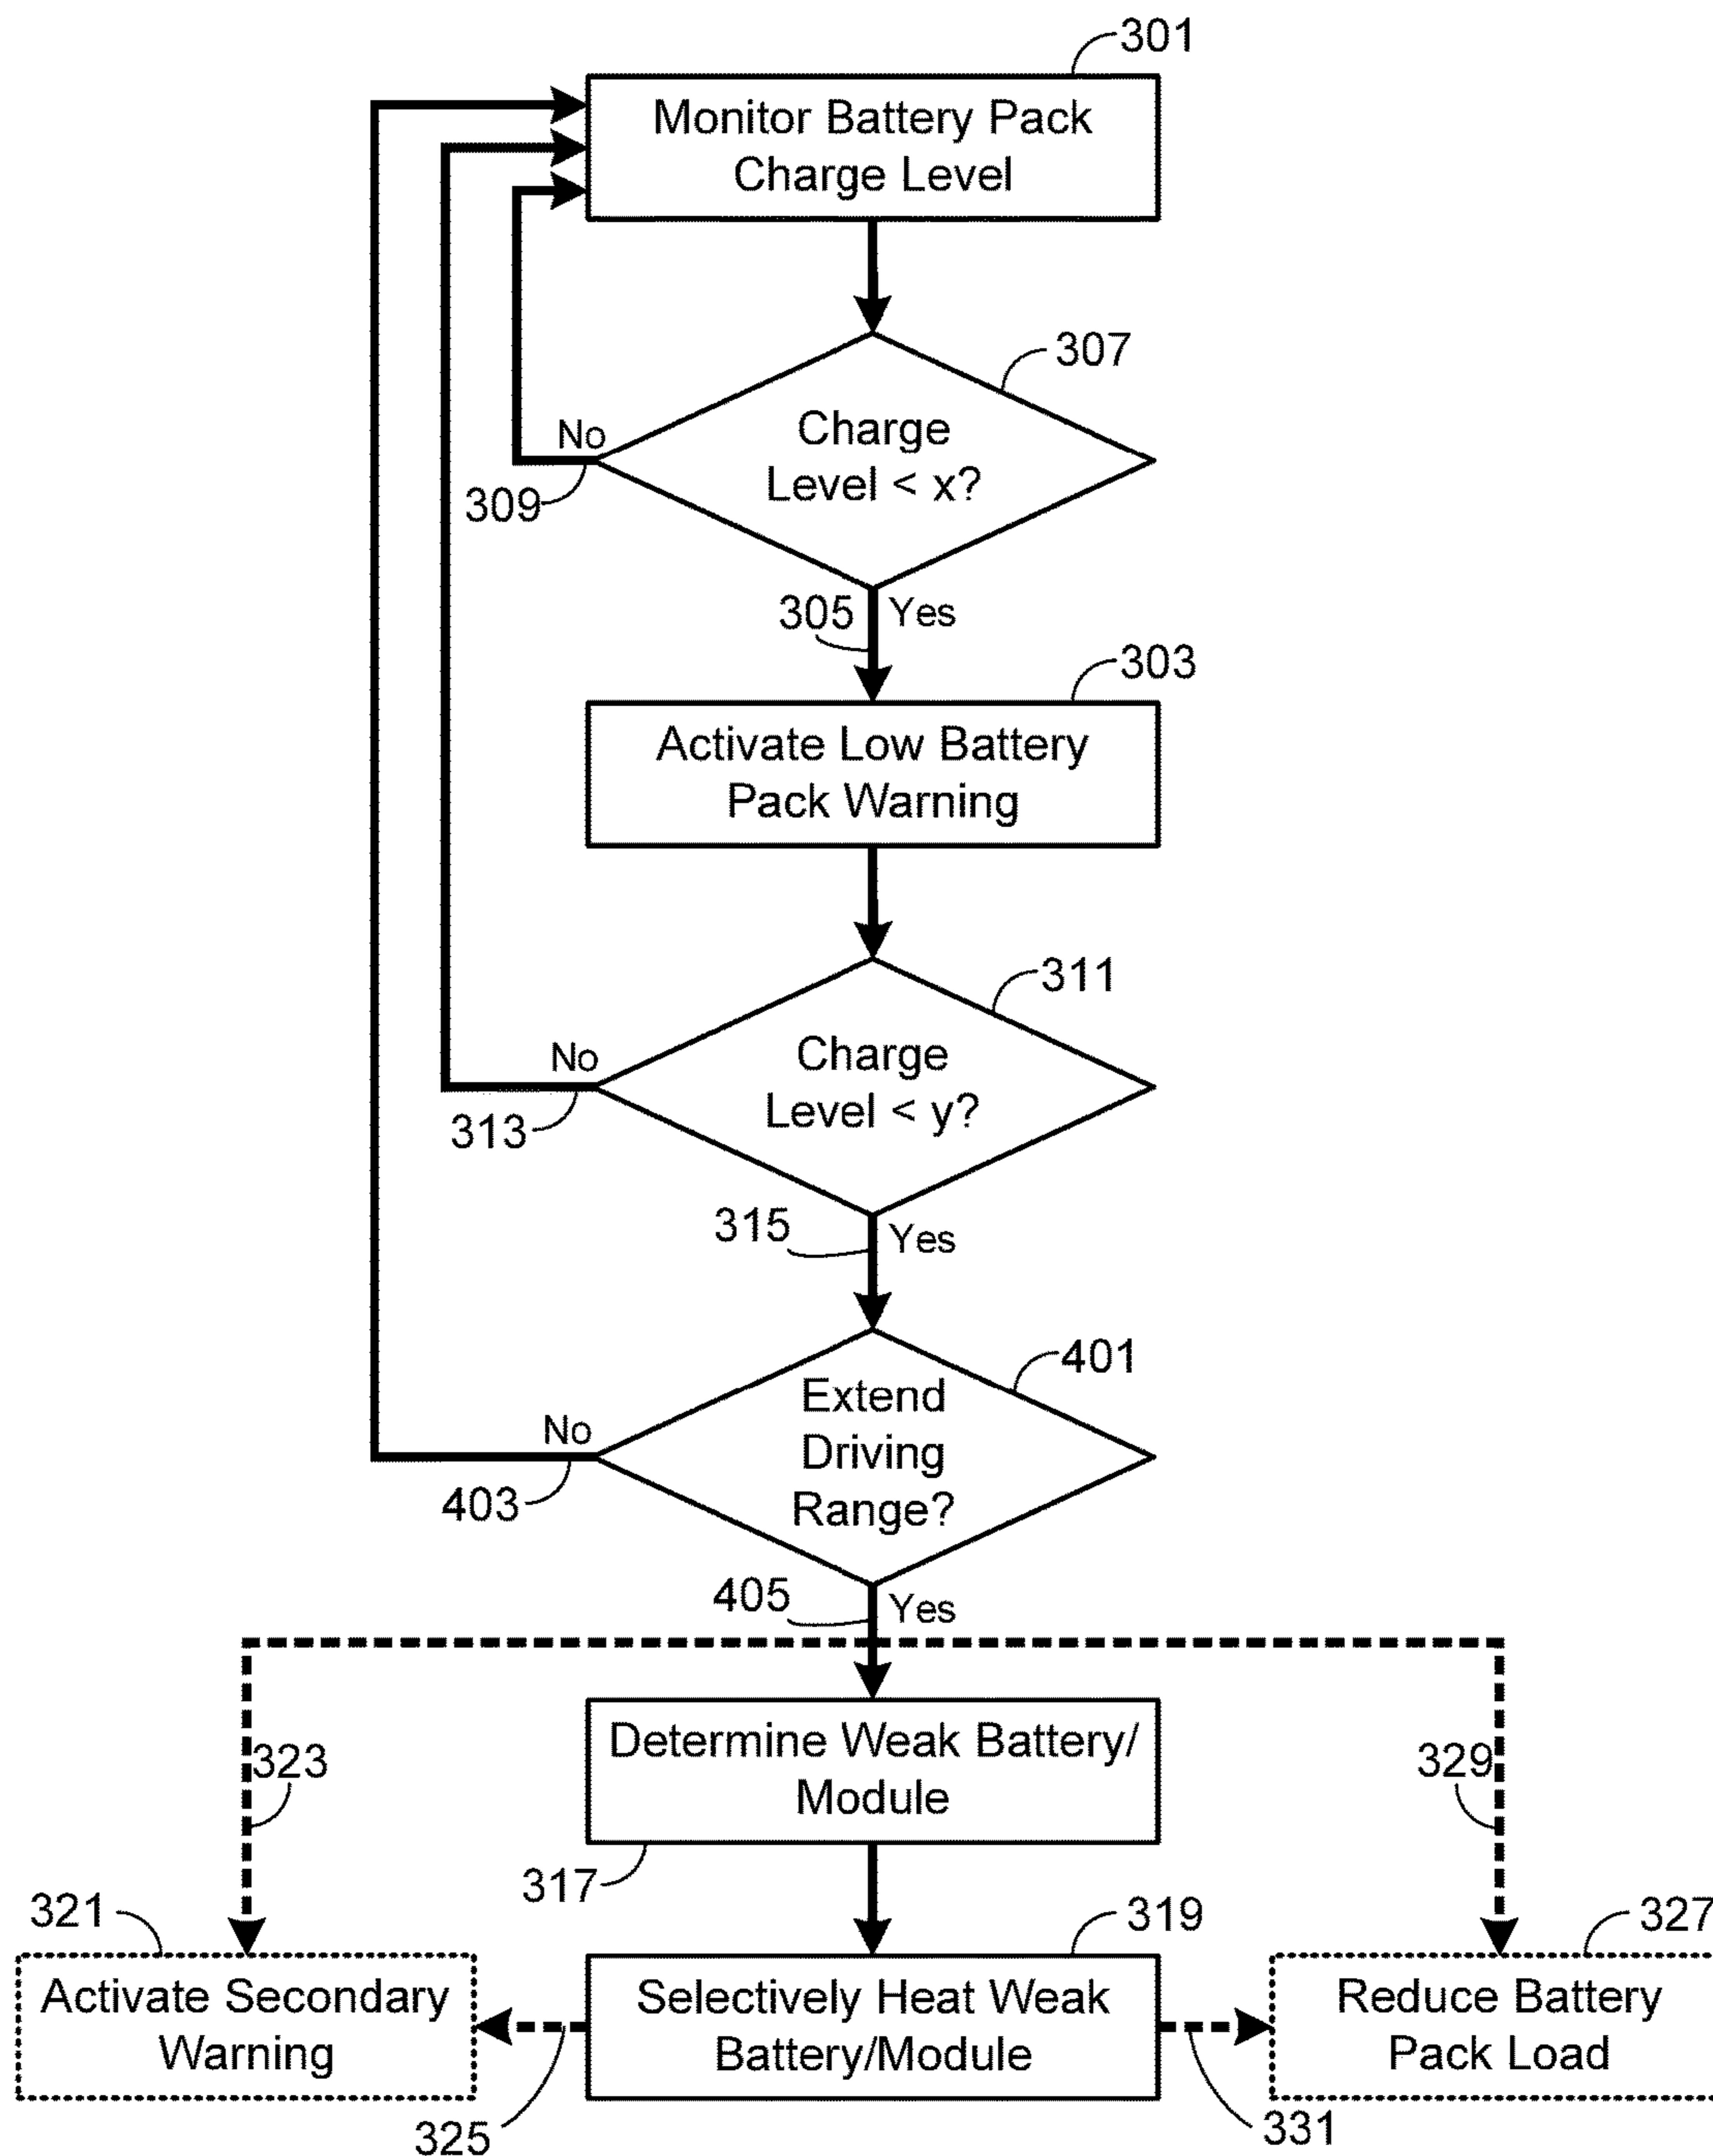 301
Monitor Battery Pack
Charge Level
307
Charge
Level < x?
No
309
305
Yes
303
Activate Low Battery
Pack Warning
311
Charge
Level < y?
No
313
315
Yes
401
Extend
Driving
Range?
No
403
405
Yes
323
Determine Weak Battery/
Module
329
317
321
319
327
Activate Secondary
Warning
Selectively Heat Weak
Battery/Module
Reduce Battery
Pack Load
325
331